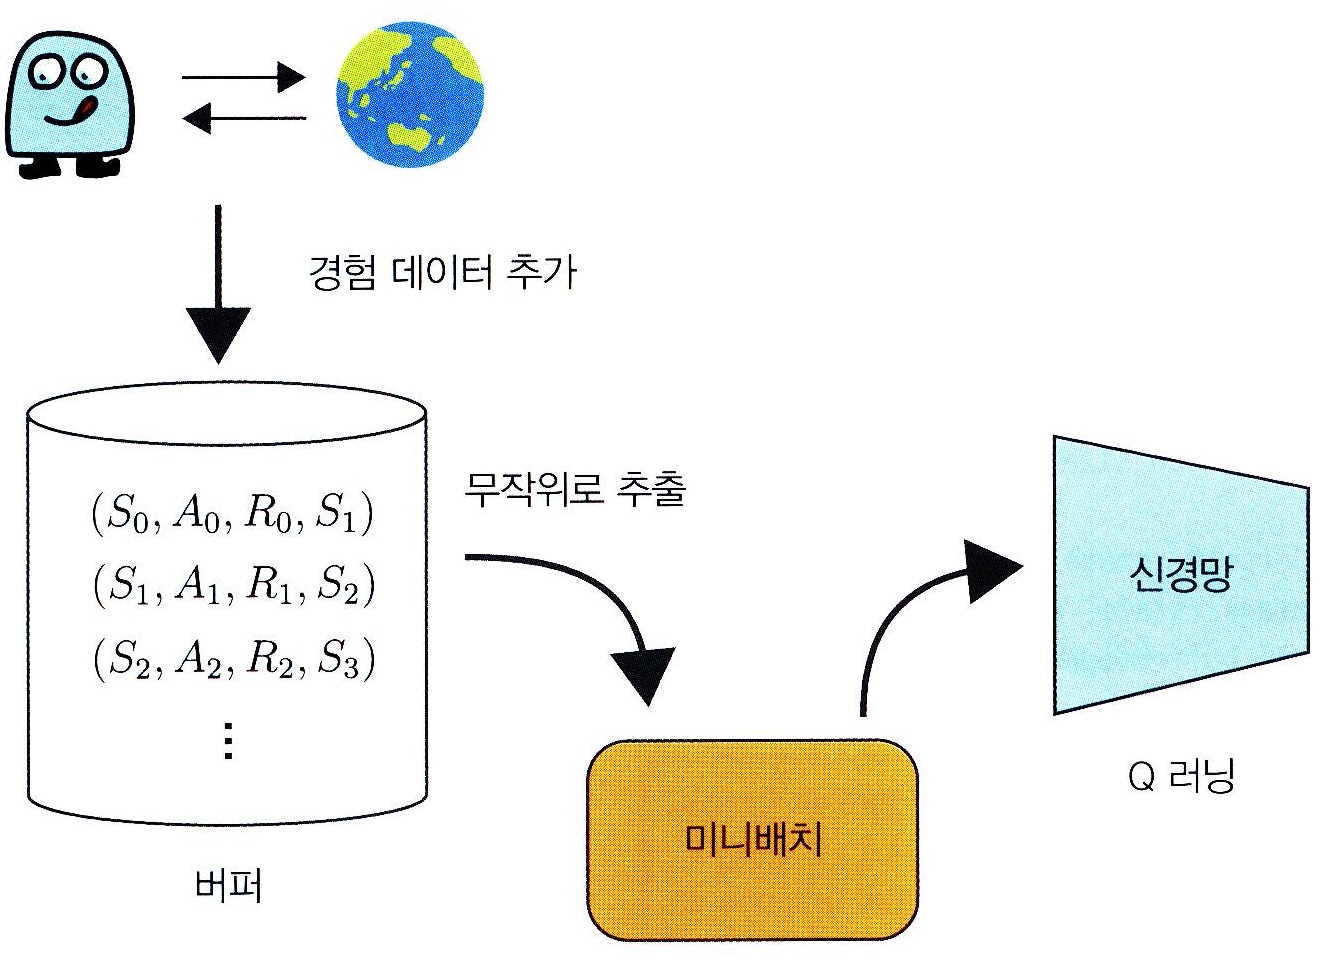 경험 데이터 추가
(S₀, A₀, R₀, S₁)
(S₁, A₁, R₁, S₂)
(S₂, A₂, R₂, S₃)
⋮
버퍼
무작위로 추출
미니배치
신경망
Q 러닝